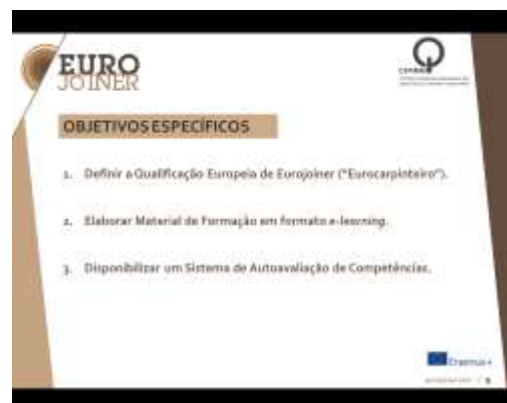 EURO
JOINER
OBJETIVOS ESPECÍFICOS
1. Definir a Qualificação Europeia de Eurojoiner ("Eurocarpinteiro").
2. Elaborar Material de Formação em formato e-learning.
3. Disponibilizar um Sistema de Autoavaliação de Competências.
Erasmus+